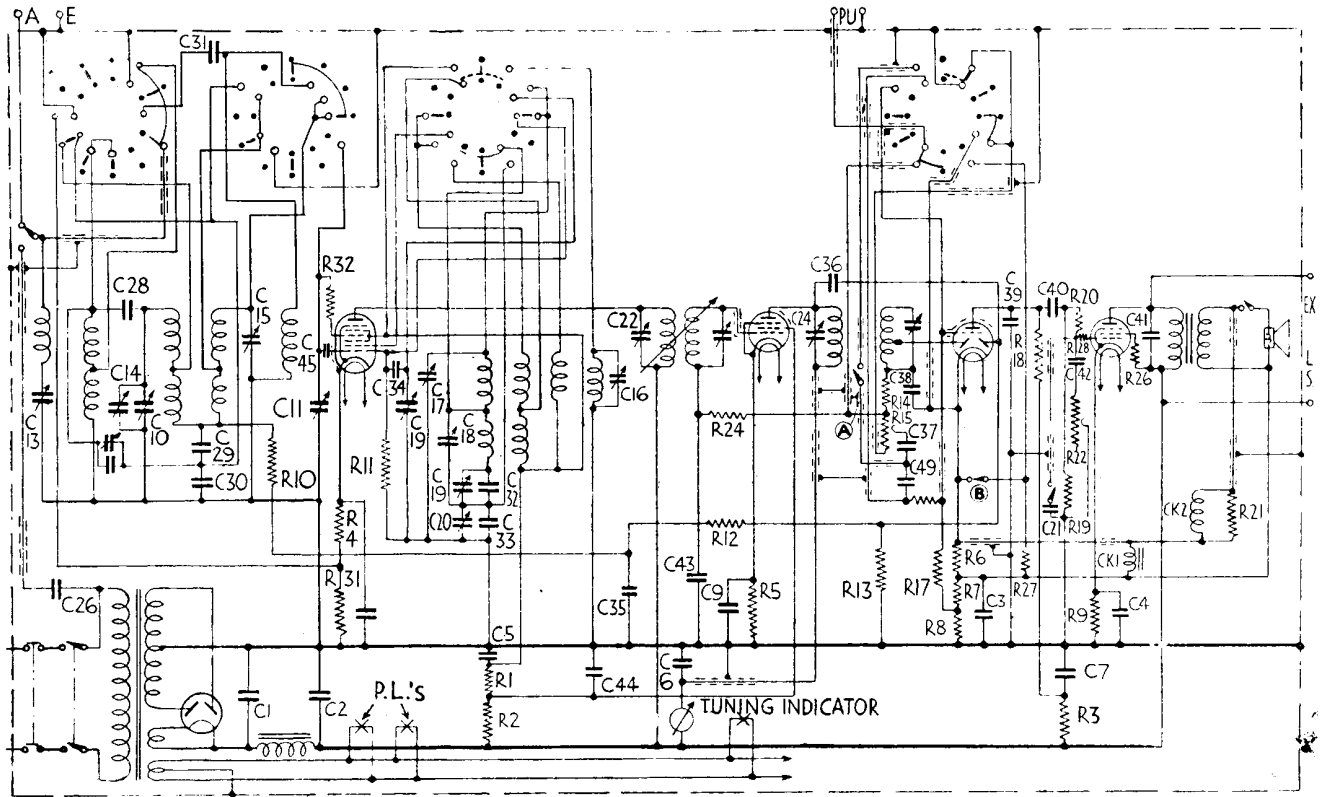 A E
PU
C31
C28
C15
R32
C36
C39
C40
R20
EX
C22
C24
C41
R18
R28
C45
C34
C14
C17
C16
C38
C42
R26
LS
C13
C10
C11
C19
C18
R14
R15
R24
A
C37
R22
C29
R11
C49
C30
R10
C19
C32
B
C21
R19
CK2
R21
R4
C20
C33
R12
R6
CK1
R31
C43
R13
R17
C26
C35
C9
R5
R7
C3
R27
R9
C4
R8
C5
C6
C7
C1
C2
R1
C44
P.L.'s
TUNING INDICATOR
R2
R3